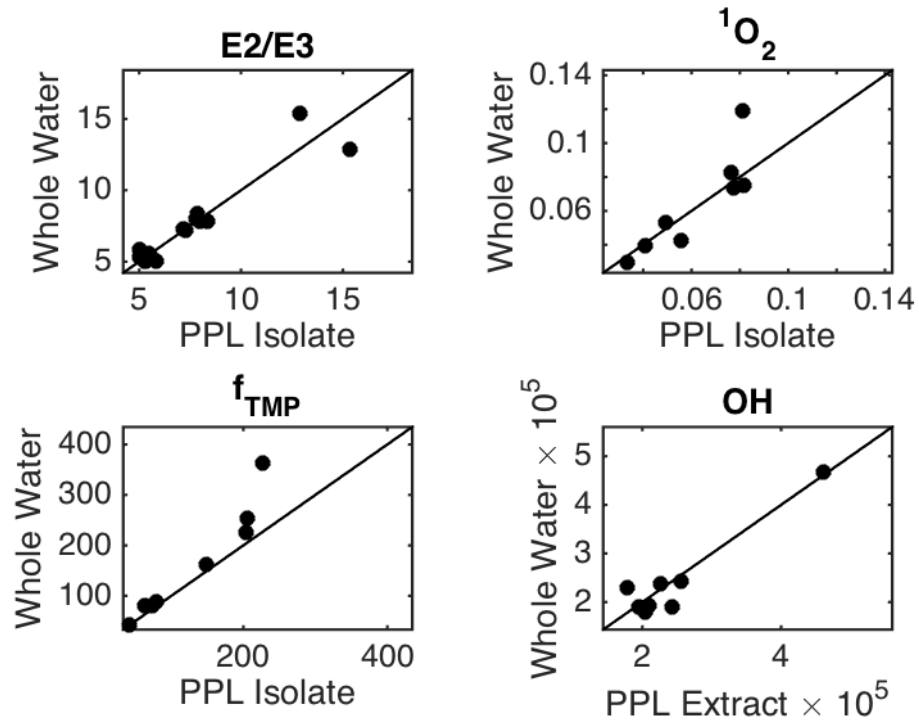 E2/E3
Whole Water
15
10
5
5 10 15
PPL Isolate
¹O₂
Whole Water
0.14
0.1
0.06
0.06 0.1 0.14
PPL Isolate
f_TMP
Whole Water
400
300
200
100
200 400
PPL Isolate
OH
Whole Water × 10⁵
5
4
3
2
2 4
PPL Extract × 10⁵